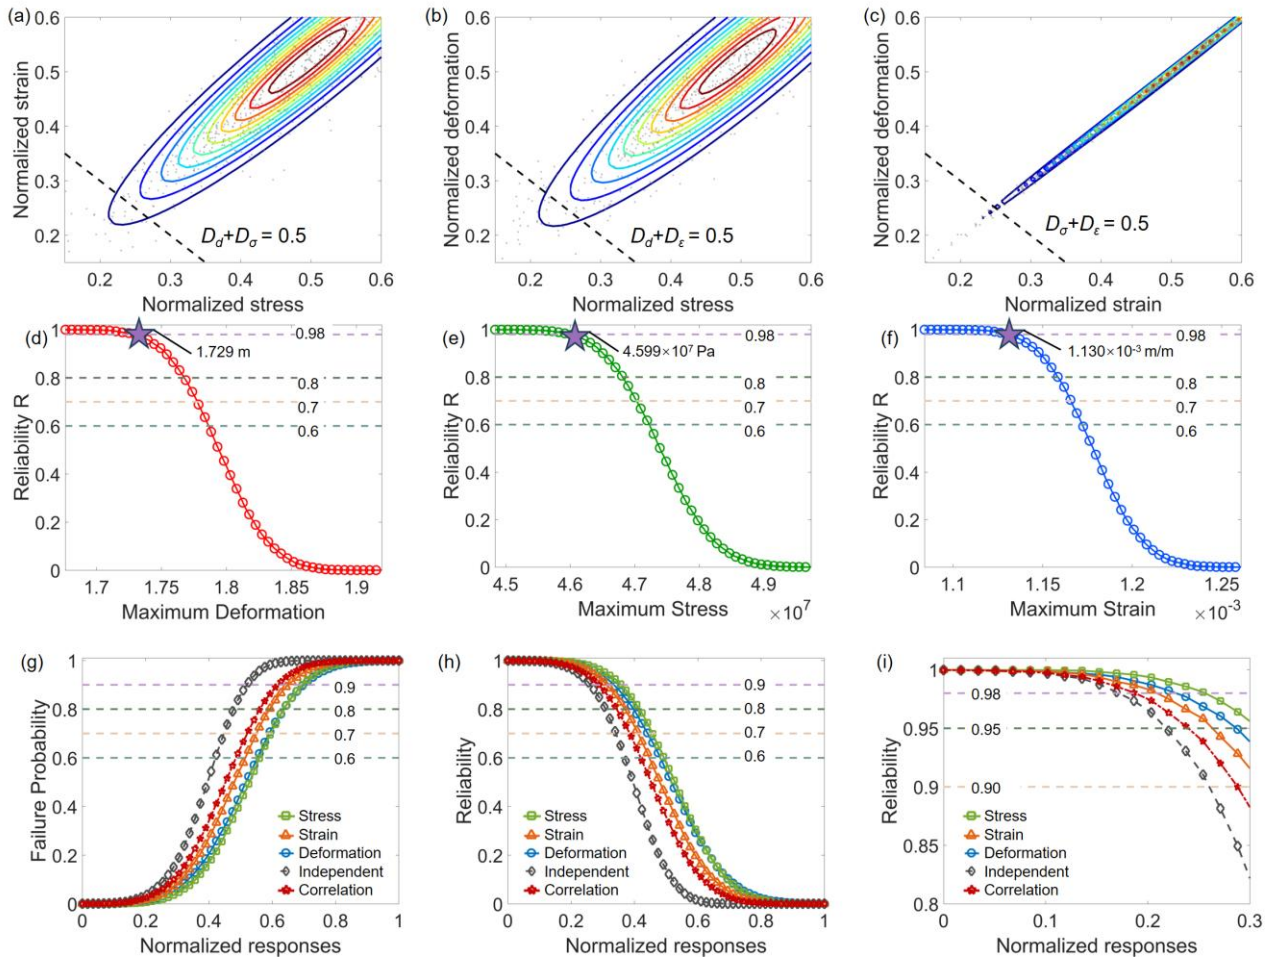 (a)
0.6
0.5
0.4
0.3
0.2
Normalized strain
D_d+D_σ = 0.5
0.2 0.3 0.4 0.5 0.6
Normalized stress
(b)
0.6
0.5
0.4
0.3
0.2
Normalized deformation
D_d+D_ε = 0.5
0.2 0.3 0.4 0.5 0.6
Normalized stress
(c)
0.6
0.5
0.4
0.3
0.2
Normalized deformation
D_σ+D_ε = 0.5
0.2 0.3 0.4 0.5 0.6
Normalized strain
(d)
1
0.8
0.6
0.4
0.2
0
Reliability R
0.98
1.729 m
0.8
0.7
0.6
1.7 1.75 1.8 1.85 1.9
Maximum Deformation
(e)
1
0.8
0.6
0.4
0.2
0
Reliability R
0.98
4.599×10⁷ Pa
0.8
0.7
0.6
4.5 4.6 4.7 4.8 4.9
Maximum Stress
×10⁷
(f)
1
0.8
0.6
0.4
0.2
0
Reliability R
0.98
1.130×10⁻³ m/m
0.8
0.7
0.6
1.1 1.15 1.2 1.25
Maximum Strain
×10⁻³
(g)
1
0.8
0.6
0.4
0.2
0
Failure Probability
0.9
0.8
0.7
0.6
Stress
Strain
Deformation
Independent
Correlation
0 0.2 0.4 0.6 0.8 1
Normalized responses
(h)
1
0.8
0.6
0.4
0.2
0
Reliability
0.9
0.8
0.7
0.6
Stress
Strain
Deformation
Independent
Correlation
0 0.2 0.4 0.6 0.8 1
Normalized responses
(i)
1
0.95
0.9
0.85
0.8
Reliability
0.98
0.95
0.90
Stress
Strain
Deformation
Independent
Correlation
0 0.1 0.2 0.3
Normalized responses